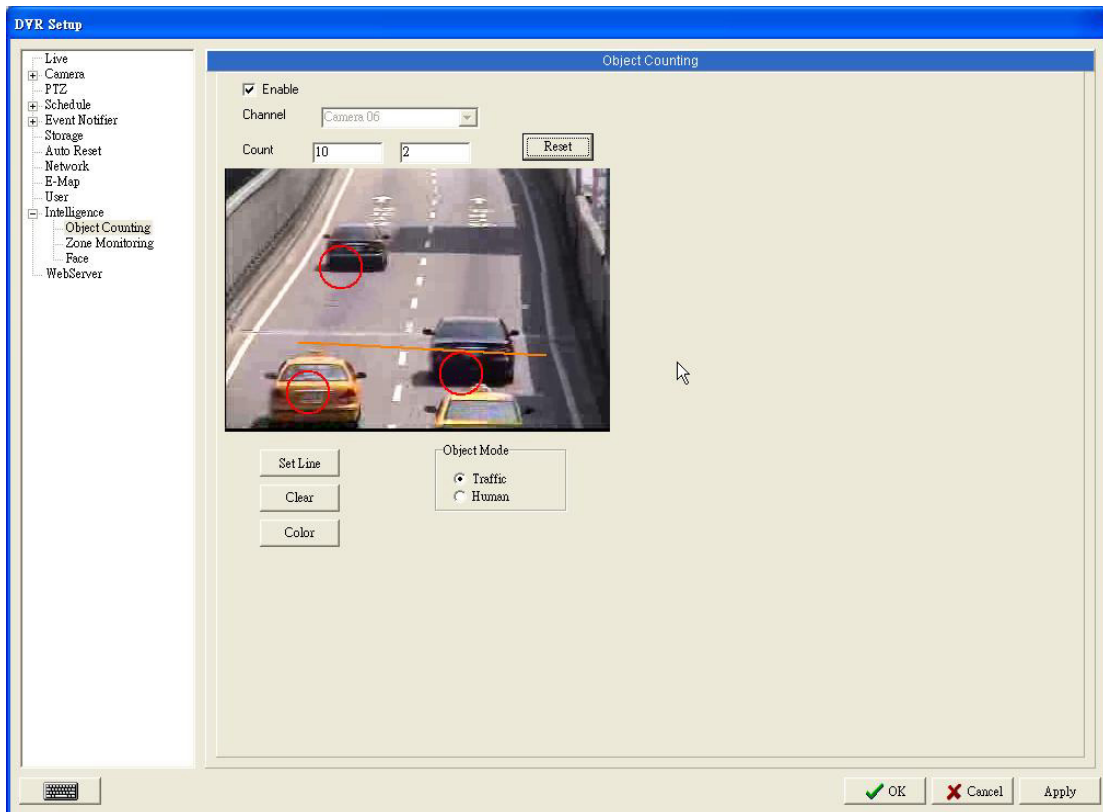 DVR Setup
Live
Camera
PTZ
Schedule
Event Notifier
Storage
Auto Reset
Network
E-Map
User
Intelligence
Object Counting
Zone Monitoring
Face
WebServer
Object Counting
Enable
Channel Camera 06
Count 10 2 Reset
Set Line
Clear
Color
Object Mode
Traffic
Human
OK Cancel Apply